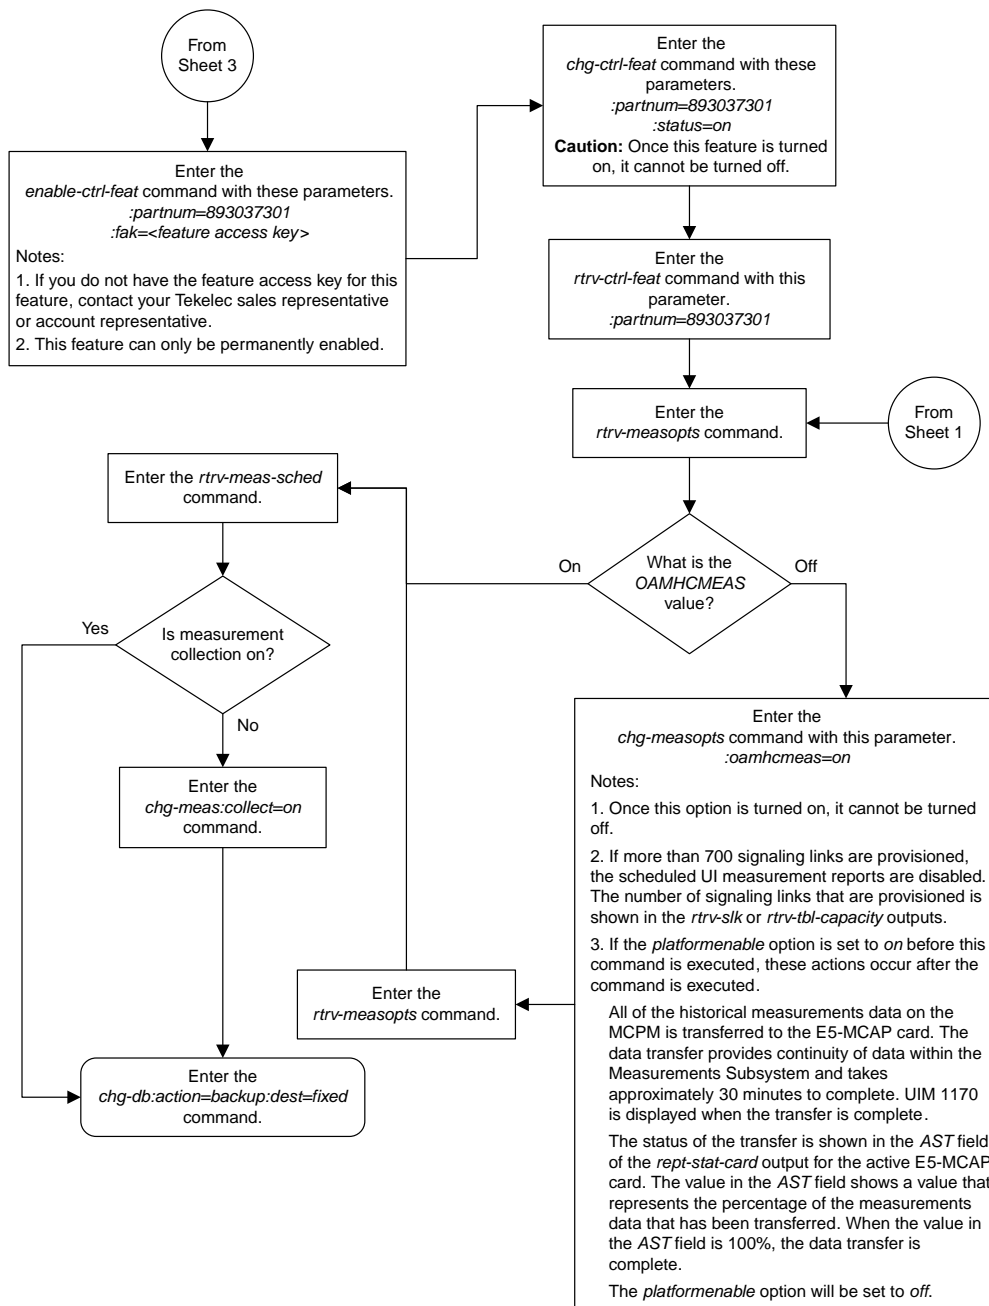 From
Sheet 3
Enter the
enable-ctrl-feat command with these parameters.
:partnum=893037301
:fak=<feature access key>
Notes:
1. If you do not have the feature access key for this
feature, contact your Tekelec sales representative
or account representative.
2. This feature can only be permanently enabled.
Enter the
chg-ctrl-feat command with these
parameters.
:partnum=893037301
:status=on
Caution: Once this feature is turned
on, it cannot be turned off.
Enter the
rtrv-ctrl-feat command with this
parameter.
:partnum=893037301
Enter the
rtrv-measopts command.
From
Sheet 1
What is the
OAMHCMEAS
value?
On
Off
Enter the rtrv-meas-sched
command.
Is measurement
collection on?
Yes
No
Enter the
chg-meas:collect=on
command.
Enter the
chg-db:action=backup:dest=fixed
command.
Enter the
rtrv-measopts command.
Enter the
chg-measopts command with this parameter.
:oamhcmeas=on
Notes:
1. Once this option is turned on, it cannot be turned
off.
2. If more than 700 signaling links are provisioned,
the scheduled UI measurement reports are disabled.
The number of signaling links that are provisioned is
shown in the rtrv-slk or rtrv-tbl-capacity outputs.
3. If the platformenable option is set to on before this
command is executed, these actions occur after the
command is executed.
All of the historical measurements data on the
MCPM is transferred to the E5-MCAP card. The
data transfer provides continuity of data within the
Measurements Subsystem and takes
approximately 30 minutes to complete. UIM 1170
is displayed when the transfer is complete.
The status of the transfer is shown in the AST field
of the rept-stat-card output for the active E5-MCAP
card. The value in the AST field shows a value that
represents the percentage of the measurements
data that has been transferred. When the value in
the AST field is 100%, the data transfer is
complete.
The platformenable option will be set to off.